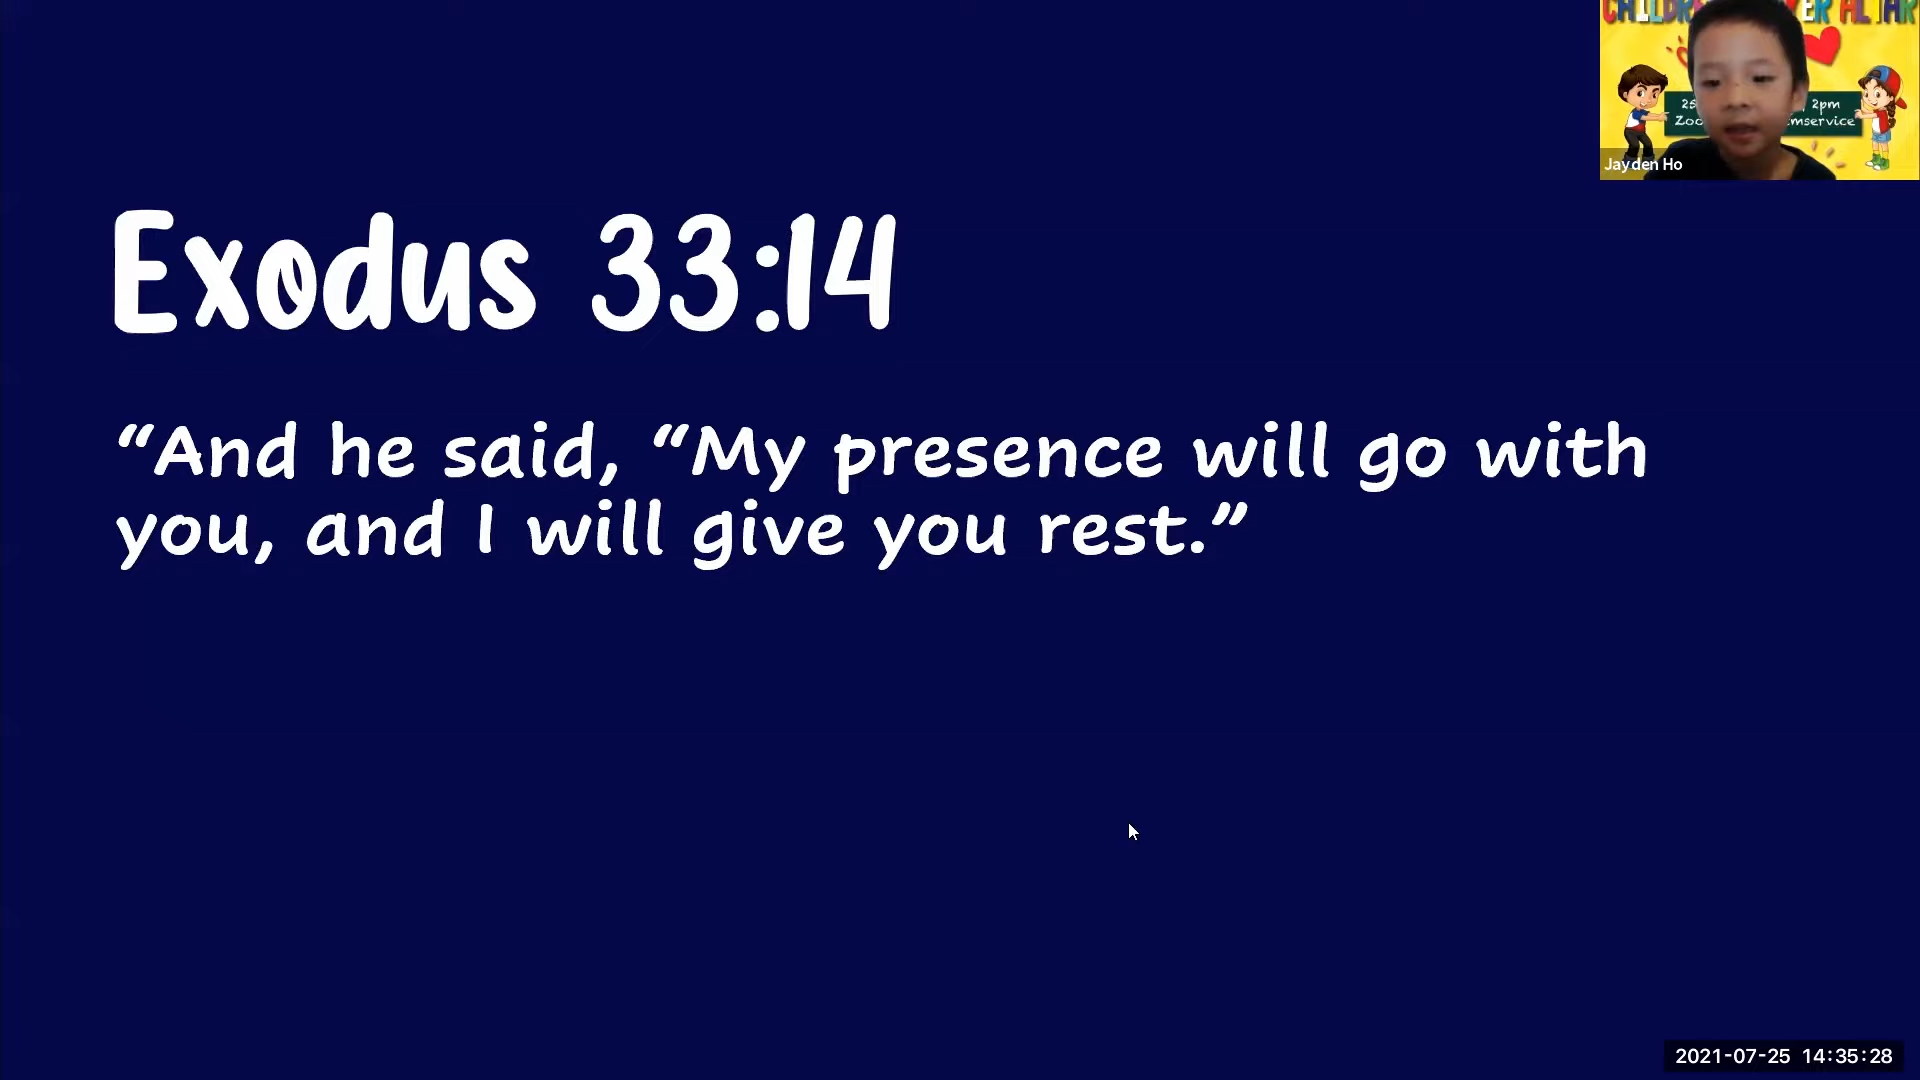 Exodus 33:14
“And he said, “My presence will go with
you, and I will give you rest.”
2pm
Jayden Ho
2021-07-25 14:35:28